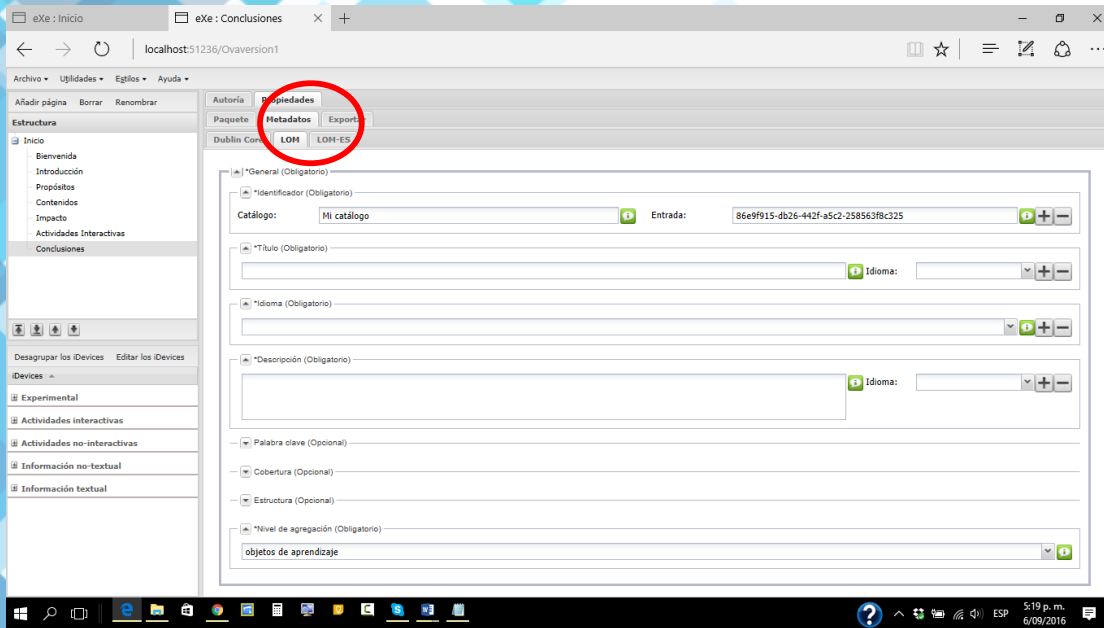 eXe : Inicio
eXe : Conclusiones
localhost:51236/Ovaversion1
Archivo Utilidades Estilos Ayuda
Añadir página Borrar Renombrar
Estructura
Inicio
Bienvenida
Introducción
Propósitos
Contenidos
Impacto
Actividades Interactivas
Conclusiones
Desagrupar los iDevices Editar los iDevices
iDevices
Experimental
Actividades interactivas
Actividades no-interactivas
Información no-textual
Información textual
Autoría Propiedades
Paquete Metadatos Exportar
Dublin Core LOM LOM-ES
*General (Obligatorio)
*Identificador (Obligatorio)
Catálogo: Mi catálogo Entrada: 86e9f915-db26-442f-a5c2-258563f8c325
*Título (Obligatorio)
Idioma:
*Idioma (Obligatorio)
*Descripción (Obligatorio)
Idioma:
Palabra clave (Opcional)
Cobertura (Opcional)
Estructura (Opcional)
*Nivel de agregación (Obligatorio)
objetos de aprendizaje
ESP
5:19 p. m.
6/09/2016